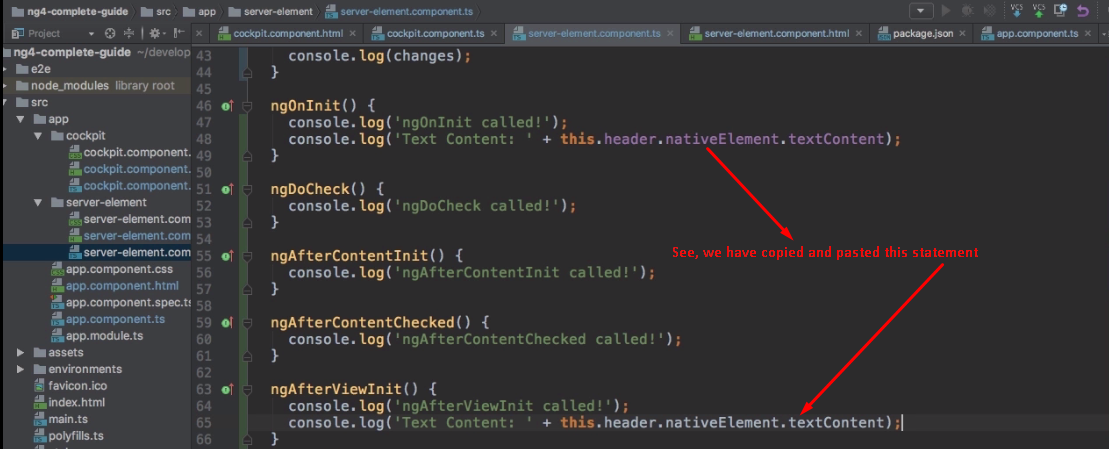 ng4-complete-guide src app server-element server-element.component.ts
VCS VCS
Project
cockpit.component.html cockpit.component.ts server-element.component.ts server-element.component.html package.json app.component.ts
ng4-complete-guide ~/develop
e2e
node_modules library root
src
app
cockpit
cockpit.component.
cockpit.component.
cockpit.component.
server-element
server-element.com
server-element.com
server-element.com
app.component.css
app.component.html
app.component.spec.ts
app.component.ts
app.module.ts
assets
environments
favicon.ico
index.html
main.ts
polyfills.ts
43 console.log(changes);
44 }
45
46 ngOnInit() {
47 console.log('ngOnInit called!');
48 console.log('Text Content: ' + this.header.nativeElement.textContent);
49 }
50
51 ngDoCheck() {
52 console.log('ngDoCheck called!');
53 }
54
55 ngAfterContentInit() {
56 console.log('ngAfterContentInit called!');
57 }
58
59 ngAfterContentChecked() {
60 console.log('ngAfterContentChecked called!');
61 }
62
63 ngAfterViewInit() {
64 console.log('ngAfterViewInit called!');
65 console.log('Text Content: ' + this.header.nativeElement.textContent);
66 }
See, we have copied and pasted this statement